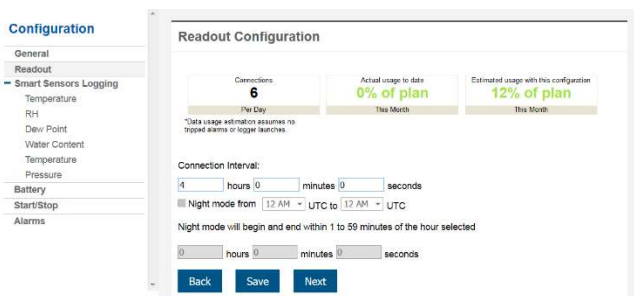 Configuration
General
Readout
Smart Sensors Logging
Temperature
RH
Dew Point
Water Content
Temperature
Pressure
Battery
Start/Stop
Alarms
Readout Configuration
Connections
6
Per Day
Actual usage to date
0% of plan
This Month
Estimated usage with this configuration
12% of plan
This Month
*Data usage estimation assumes no
tripped alarms or logger launches.
Connection Interval:
4 hours 0 minutes 0 seconds
Night mode from 12 AM UTC to 12 AM UTC
Night mode will begin and end within 1 to 59 minutes of the hour selected
0 hours 0 minutes 0 seconds
Back Save Next